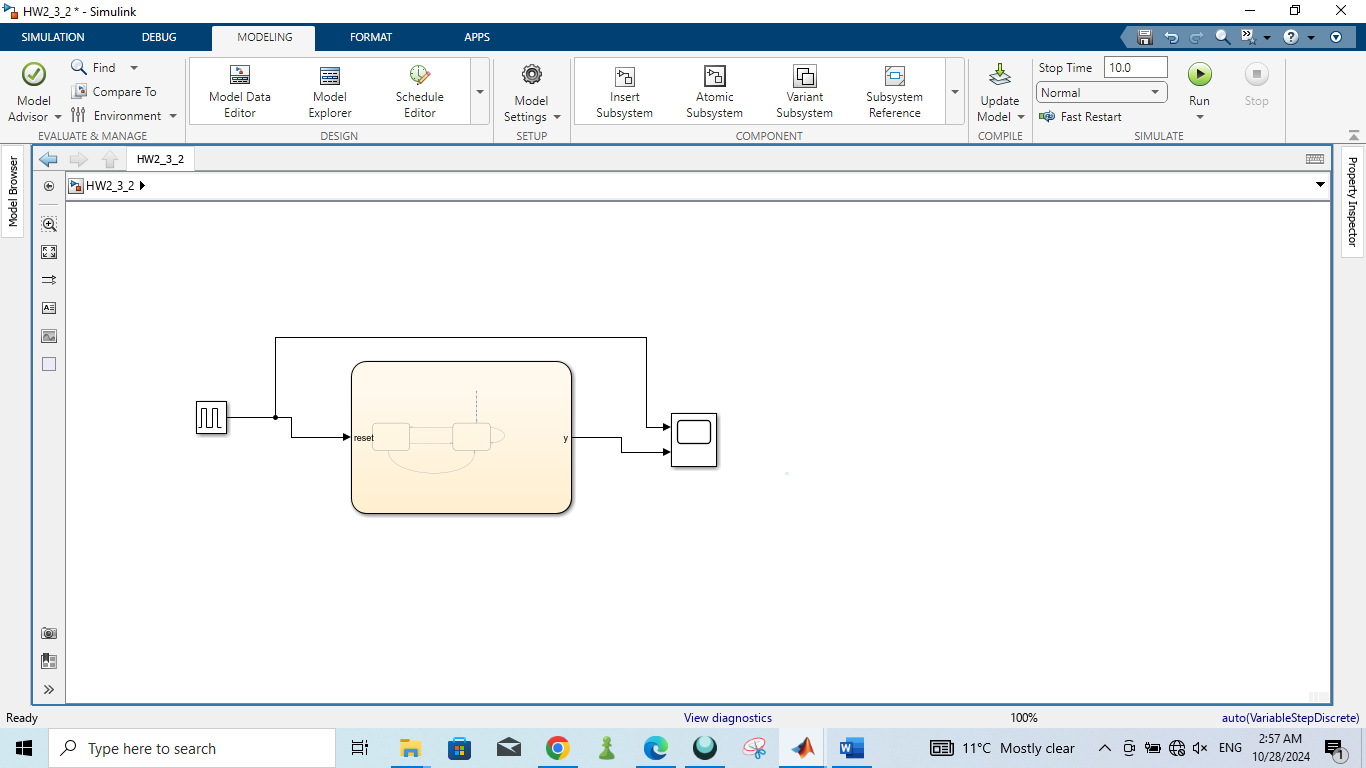 HW2_3_2 * - Simulink
SIMULATION DEBUG MODELING FORMAT APPS
Model Advisor
Find
Compare To
Environment
EVALUATE & MANAGE
Model Data Editor
Model Explorer
Schedule Editor
DESIGN
Model Settings
SETUP
Insert Subsystem
Atomic Subsystem
Variant Subsystem
Subsystem Reference
COMPONENT
Update Model
COMPILE
Stop Time 10.0
Normal
Fast Restart
Run
Stop
SIMULATE
Model Browser
HW2_3_2
HW2_3_2
Property Inspector
reset
y
Ready View diagnostics 100% auto(VariableStepDiscrete)
Type here to search
11°C Mostly clear
ENG
2:57 AM
10/28/2024
1